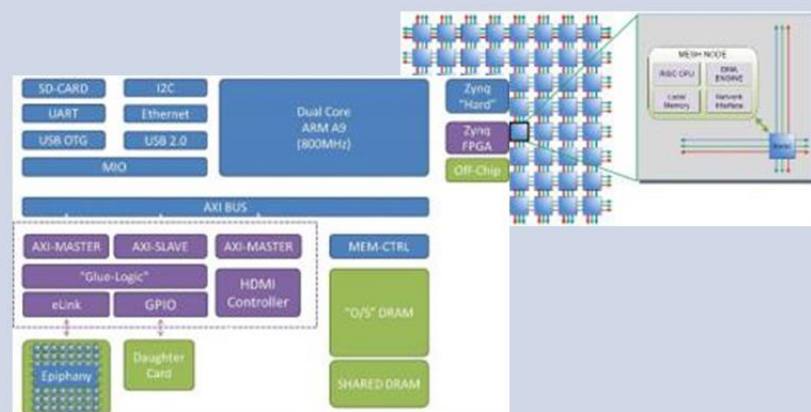 SD-CARD
I2C
UART
Ethernet
USB OTG
USB 2.0
MIO
Dual Core
ARM A9
(800MHz)
Zynq
"Hard"
Zynq
FPGA
Off-Chip
AXI BUS
AXI-MASTER
AXI-SLAVE
AXI-MASTER
MEM-CTRL
"Glue-Logic"
HDMI
Controller
eLink
GPIO
"O/S" DRAM
Epiphany
Daughter
Card
SHARED DRAM
MESH NODE
RISC CPU
DMA
ENGINE
Local
Memory
Network
Interface